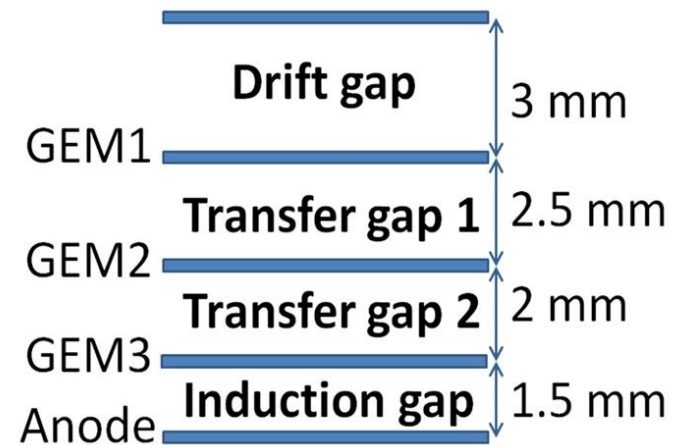 Drift gap
3 mm
GEM1
Transfer gap 1
2.5 mm
GEM2
Transfer gap 2
2 mm
GEM3
Induction gap
1.5 mm
Anode